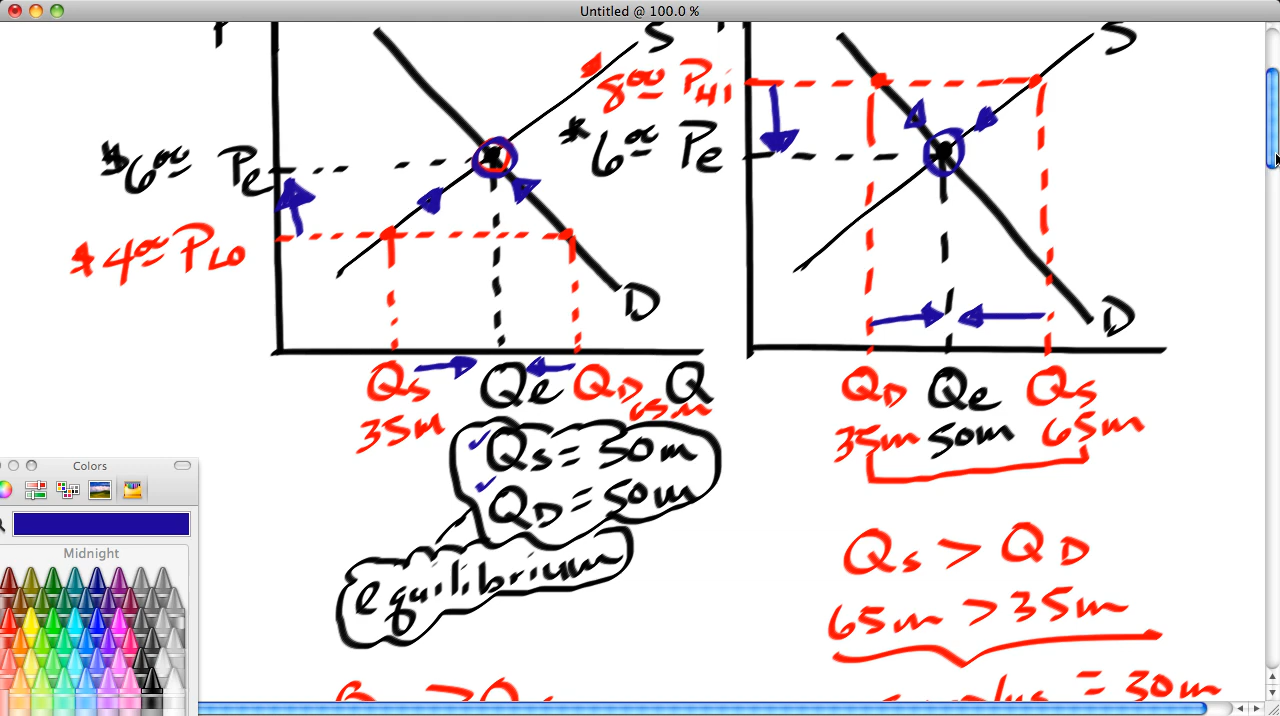 Untitled @ 100.0 %
S
S
$8.00 PHi
$6.00 Pe
$6.00 Pe
$4.00 PLo
D
D
Qs Qe QD Q
35m 65m
QD Qe Qs
35m 50m 65m
Qs = 50m
QD = 50m
equilibrium
Qs > QD
65m > 35m
= 30m
Colors
Midnight